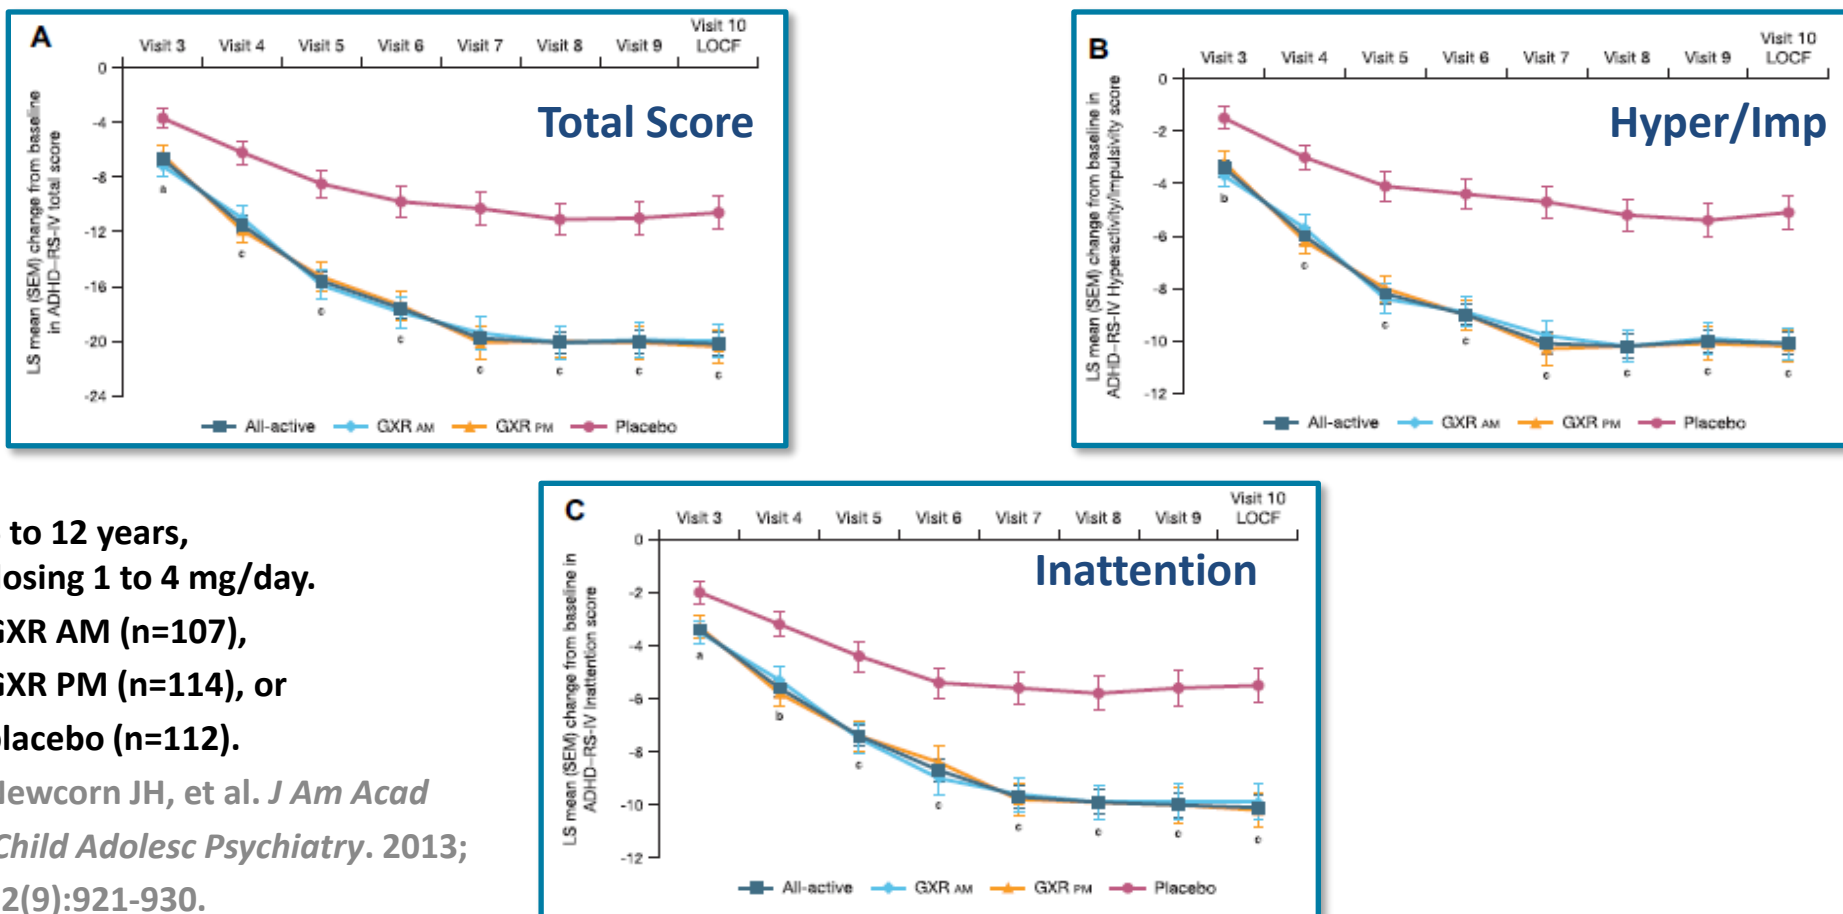 A
Visit 3 Visit 4 Visit 5 Visit 6 Visit 7 Visit 8 Visit 9 Visit 10 LOCF
Total Score
LS mean (SEM) change from baseline
in ADHD–RS-IV total score
0
-4
-8
-12
-16
-20
-24
a
c
c
c
c
c
c
c
All-active GXR AM GXR PM Placebo
B
Visit 3 Visit 4 Visit 5 Visit 6 Visit 7 Visit 8 Visit 9 Visit 10 LOCF
Hyper/Imp
LS mean (SEM) change from baseline in
ADHD–RS-IV Hyperactivity/Impulsivity score
0
-2
-4
-6
-8
-10
-12
b
c
c
c
c
c
c
c
All-active GXR AM GXR PM Placebo
to 12 years,
losing 1 to 4 mg/day.
GXR AM (n=107),
GXR PM (n=114), or
placebo (n=112).
Newcorn JH, et al. J Am Acad
Child Adolesc Psychiatry. 2013;
2(9):921-930.
C
Visit 3 Visit 4 Visit 5 Visit 6 Visit 7 Visit 8 Visit 9 Visit 10 LOCF
Inattention
LS mean (SEM) change from baseline in
ADHD–RS-IV Inattention score
0
-2
-4
-6
-8
-10
-12
a
b
c
c
c
c
c
c
All-active GXR AM GXR PM Placebo